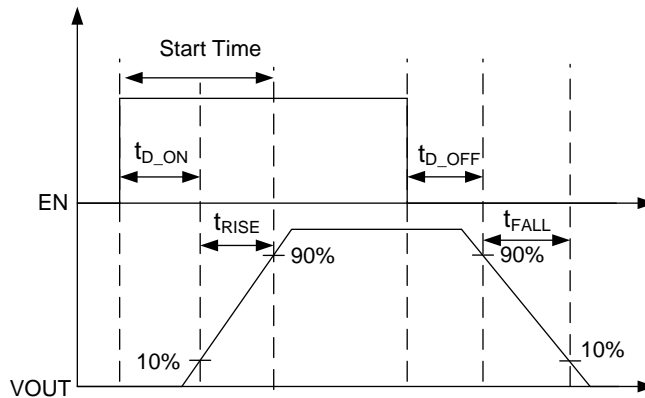 Start Time
tD_ON
tD_OFF
EN
tRISE
tFALL
90%
90%
10%
10%
VOUT